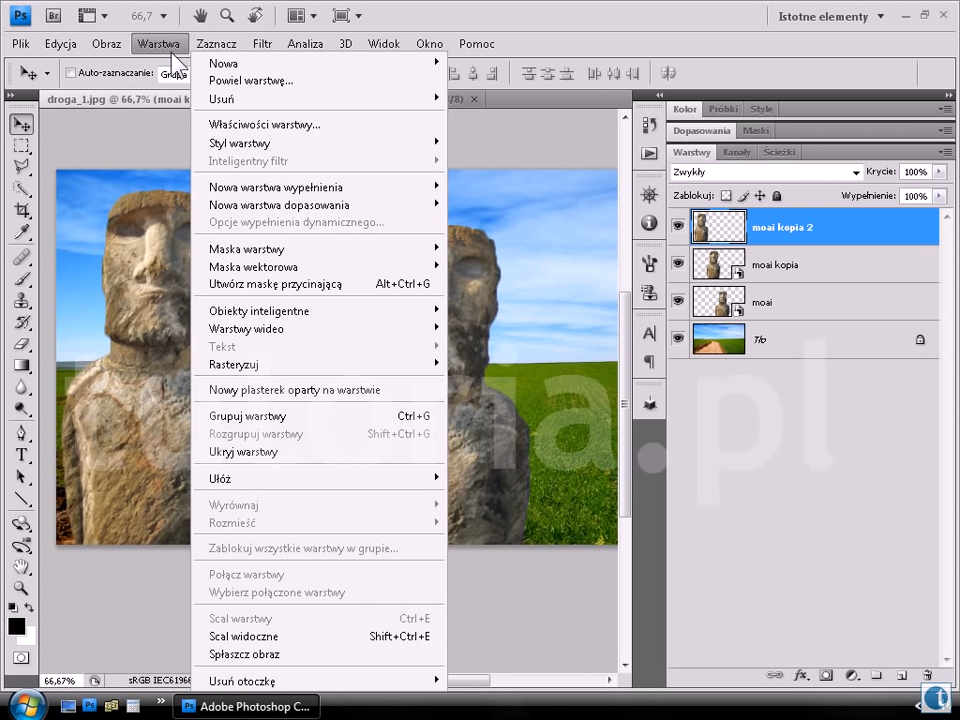 Ps Br 66,7 Istotne elementy
Plik Edycja Obraz Warstwa Zaznacz Filtr Analiza 3D Widok Okno Pomoc
Auto-zaznaczanie: Grupa
droga_1.jpg @ 66,7% (moai k /8)
Nowa
Powiel warstwę...
Usuń
Właściwości warstwy...
Styl warstwy
Inteligentny filtr
Nowa warstwa wypełnienia
Nowa warstwa dopasowania
Opcje wypełnienia dynamicznego...
Maska warstwy
Maska wektorowa
Utwórz maskę przycinającą Alt+Ctrl+G
Obiekty inteligentne
Warstwy wideo
Tekst
Rasteryzuj
Nowy plasterek oparty na warstwie
Grupuj warstwy Ctrl+G
Rozgrupuj warstwy Shift+Ctrl+G
Ukryj warstwy
Ułóż
Wyrównaj
Rozmieść
Zablokuj wszystkie warstwy w grupie...
Połącz warstwy
Wybierz połączone warstwy
Scal warstwy Ctrl+E
Scal widoczne Shift+Ctrl+E
Spłaszcz obraz
Usuń otoczkę
Kolor Próbki Style
Dopasowania Maski
Warstwy Kanały Ścieżki
Zwykły Krycie: 100%
Zablokuj: Wypełnienie: 100%
moai kopia 2
moai kopia
moai
Tło
66,67% sRGB IEC6196
Adobe Photoshop C...